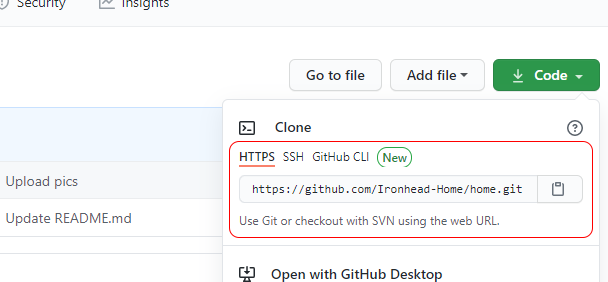 Security Insights
Go to file Add file Code
Clone
HTTPS SSH GitHub CLI New
Upload pics
https://github.com/Ironhead-Home/home.git
Update README.md
Use Git or checkout with SVN using the web URL.
Open with GitHub Desktop